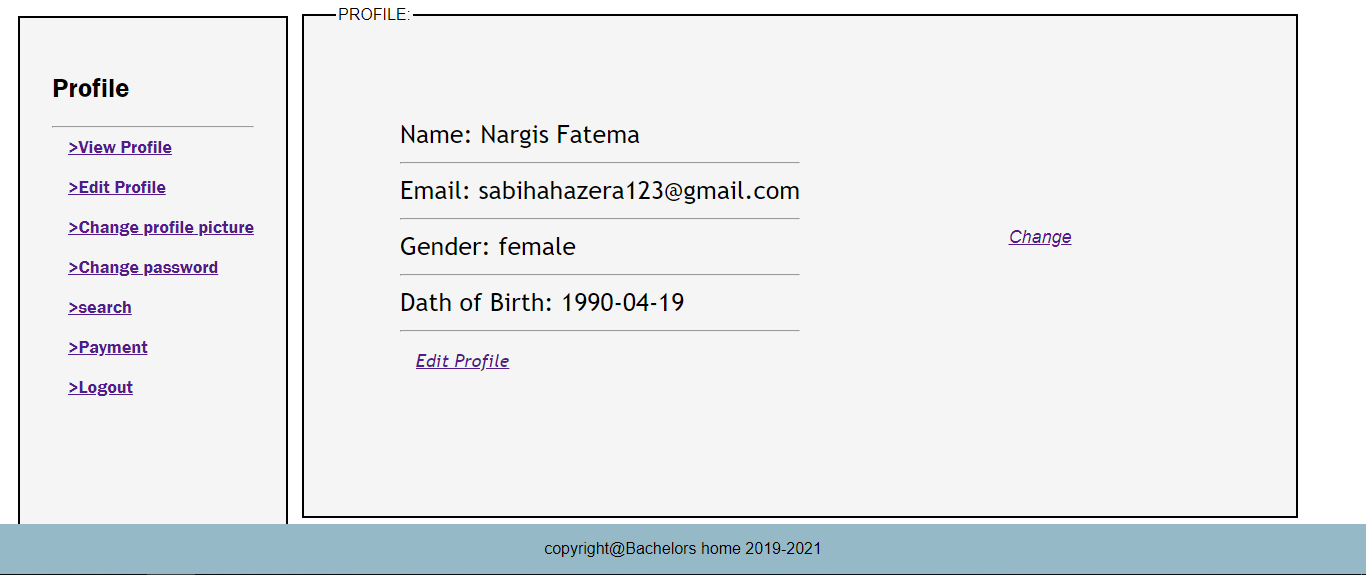 Profile
>View Profile
>Edit Profile
>Change profile picture
>Change password
>search
>Payment
>Logout
PROFILE:
Name: Nargis Fatema
Email: sabihahazera123@gmail.com
Gender: female
Dath of Birth: 1990-04-19
Edit Profile
Change
copyright@Bachelors home 2019-2021